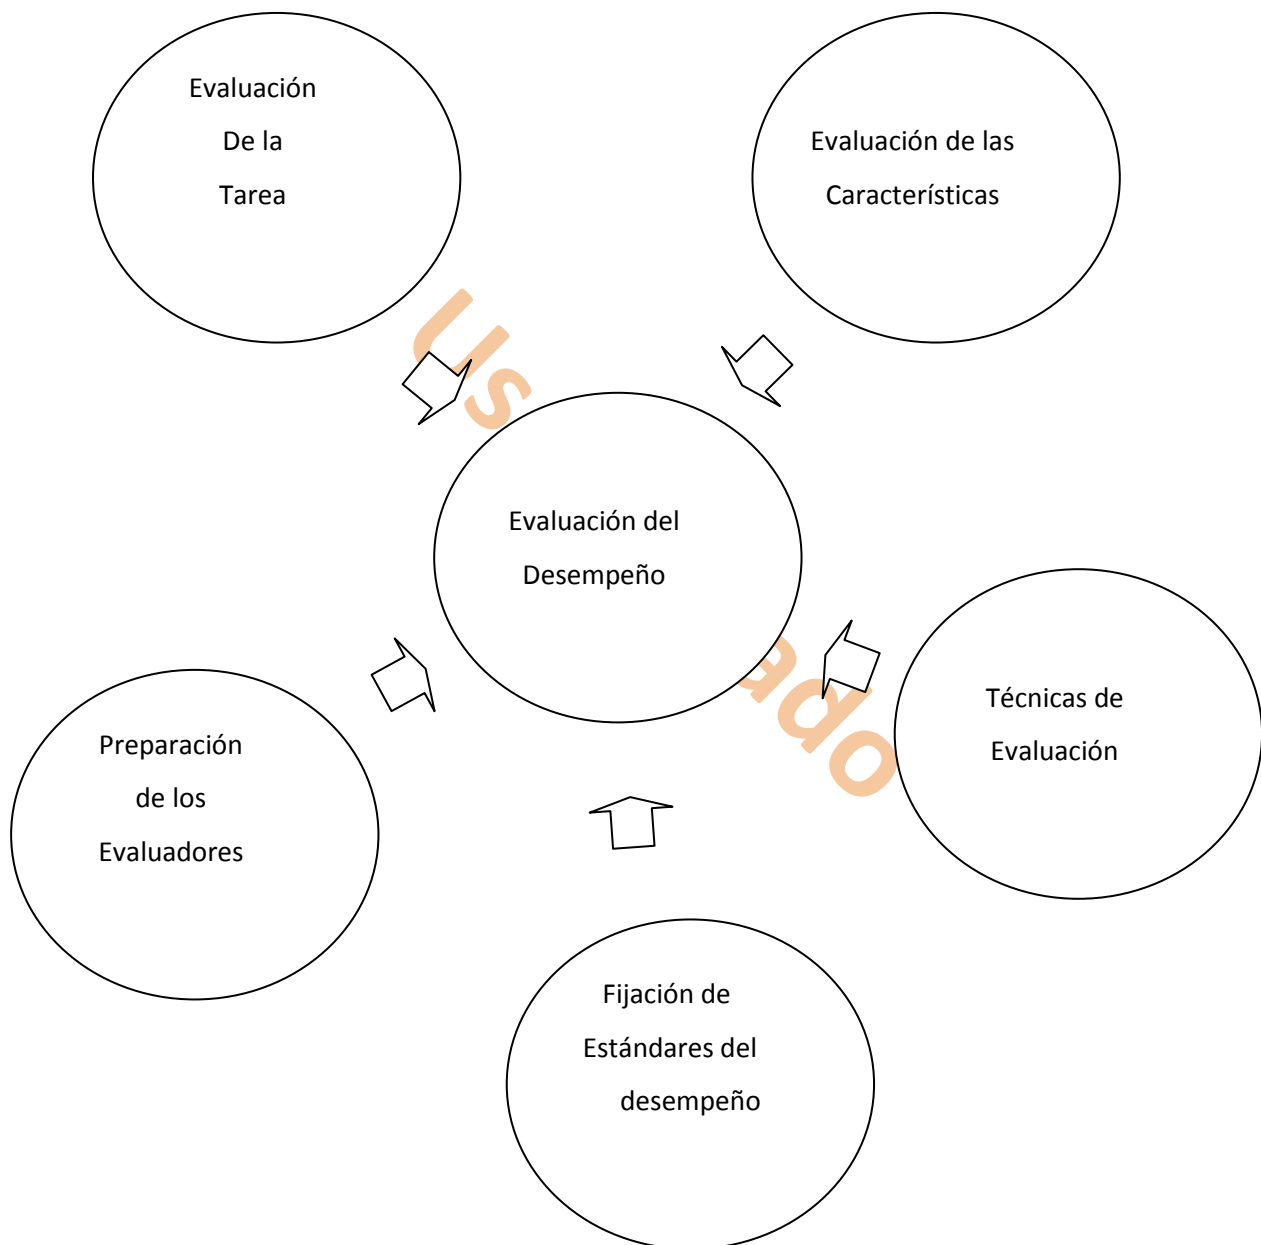 Evaluación
De la
Tarea
Evaluación de las
Característícas
Evaluación del
Desempeño
Técnicas de
Evaluación
Preparación
de los
Evaluadores
Fijación de
Estándares del
desempeño